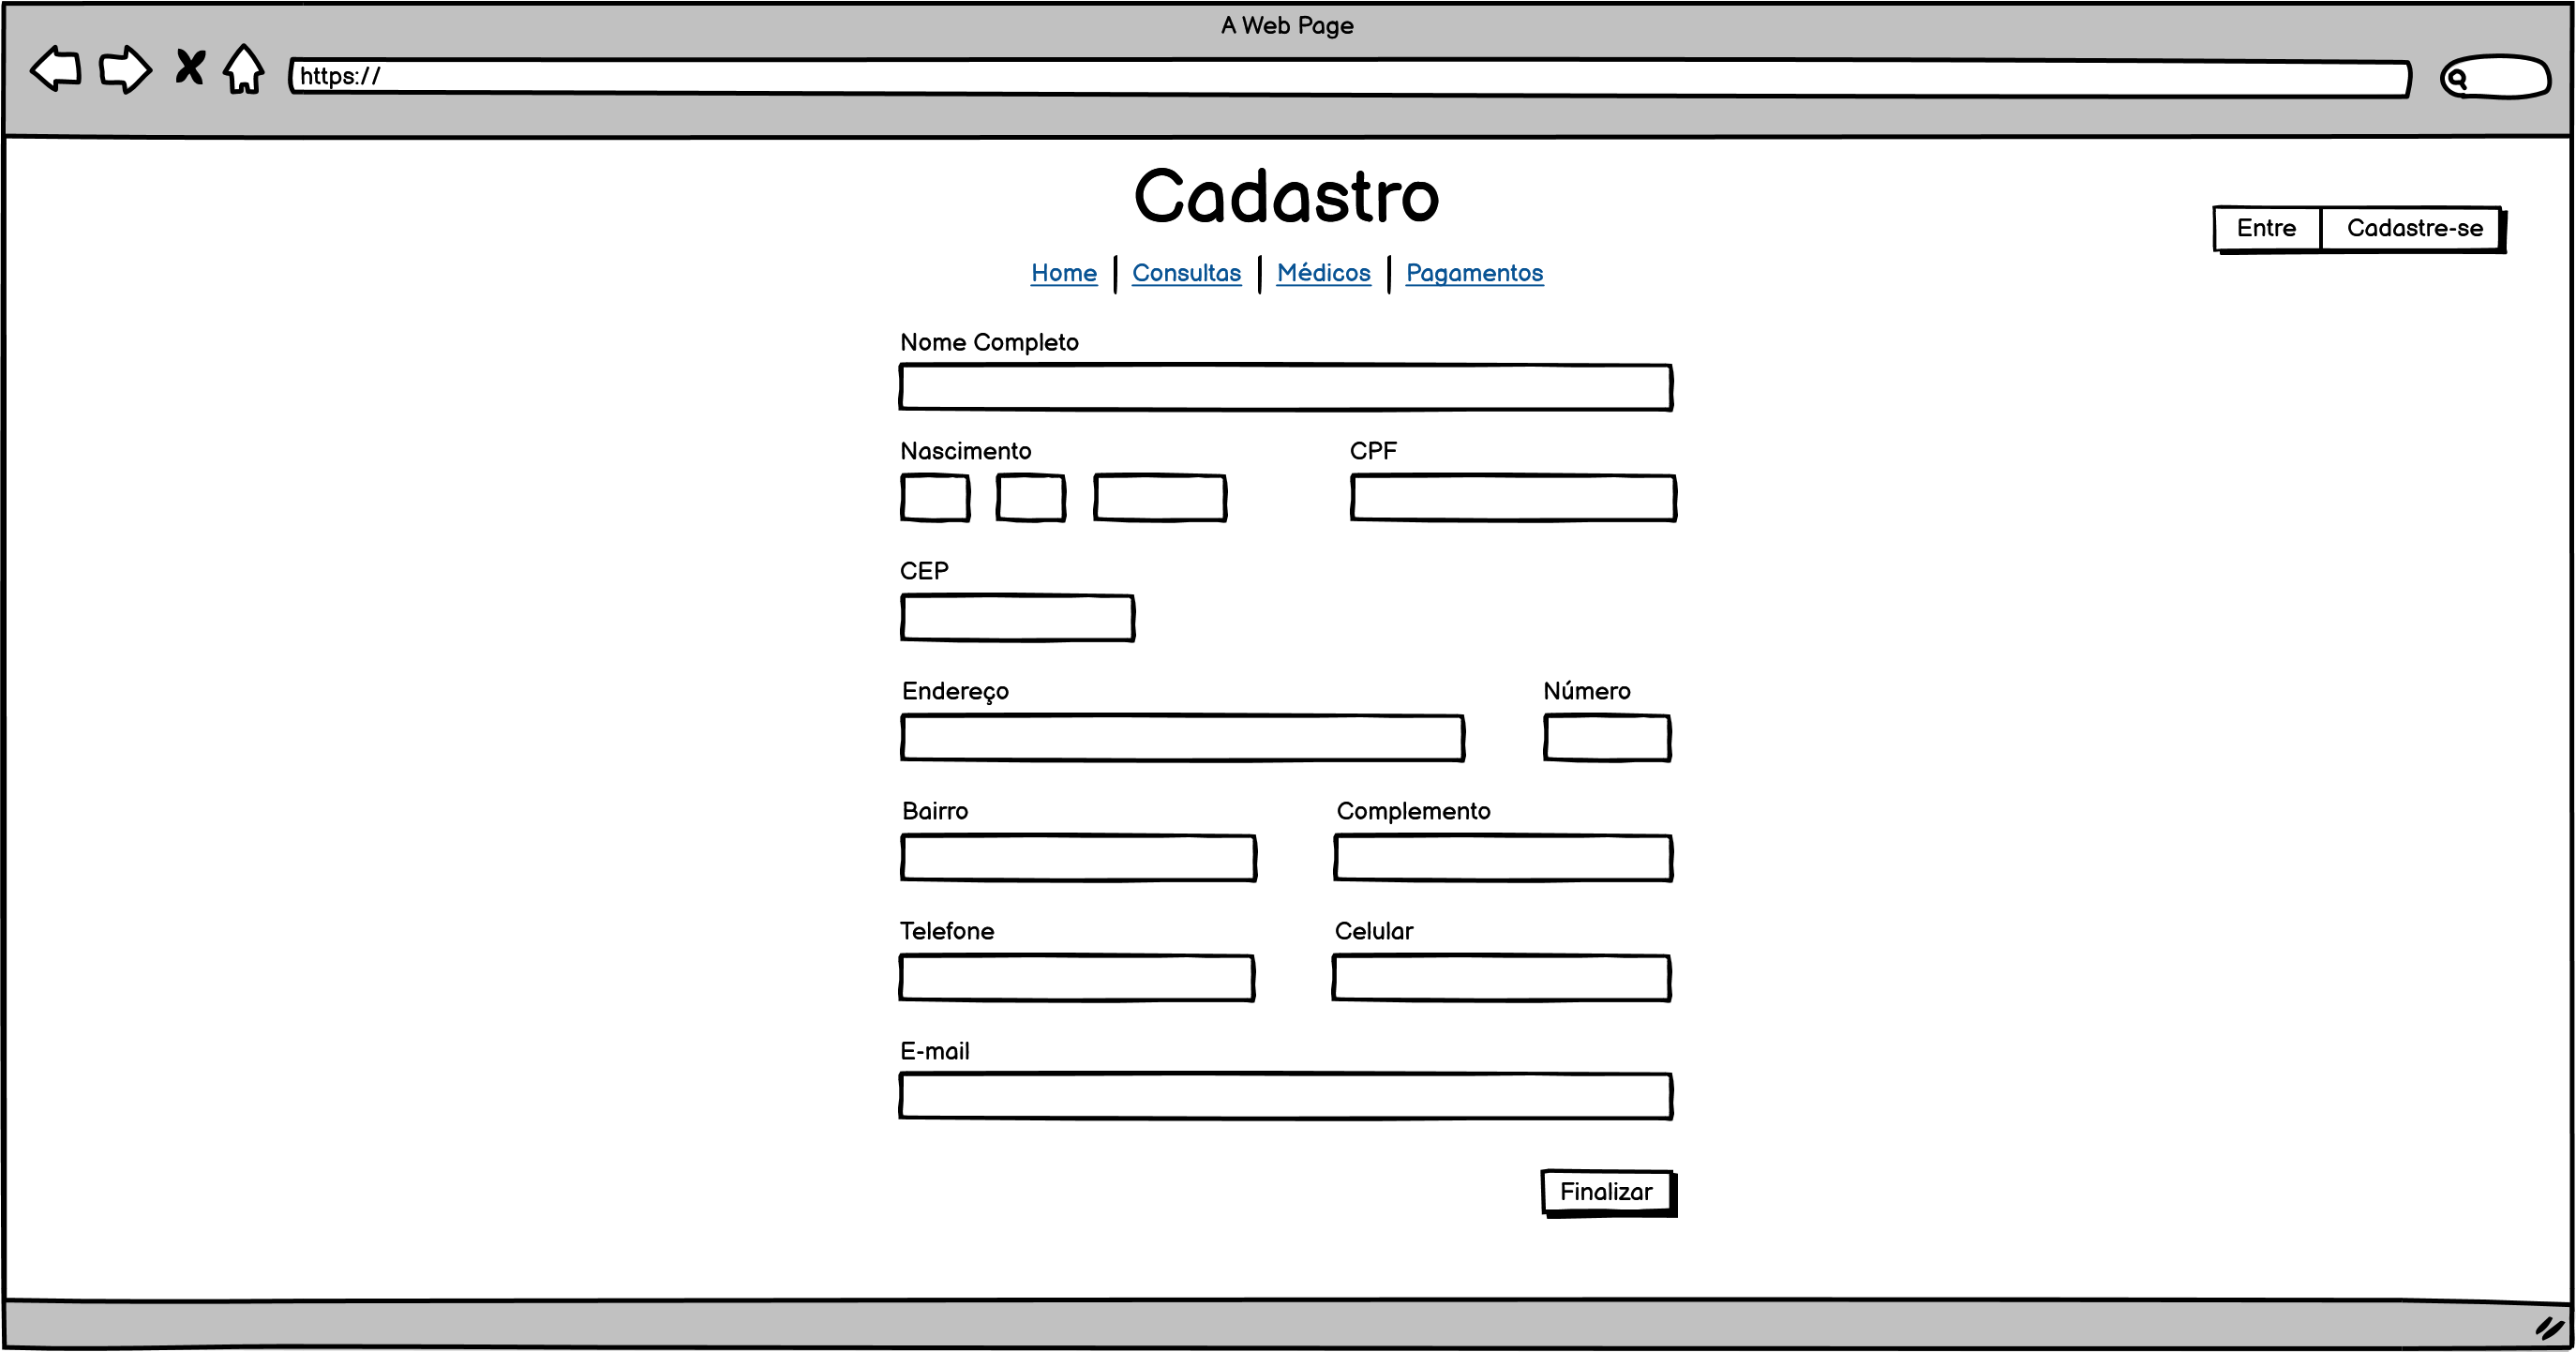 A Web Page
https://
Cadastro
Entre Cadastre-se
Home Consultas Médicos Pagamentos
Nome Completo
Nascimento CPF
CEP
Endereço Número
Bairro Complemento
Telefone Celular
E-mail
Finalizar